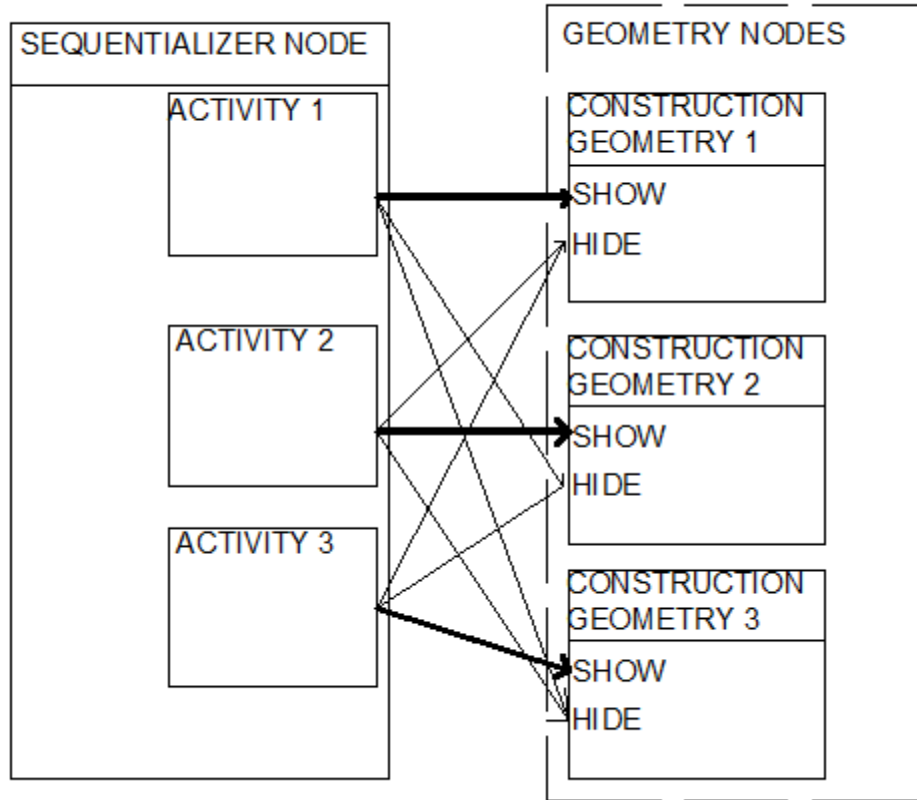 SEQUENTIALIZER NODE
ACTIVITY 1
ACTIVITY 2
ACTIVITY 3
GEOMETRY NODES
CONSTRUCTION
GEOMETRY 1
SHOW
HIDE
CONSTRUCTION
GEOMETRY 2
SHOW
HIDE
CONSTRUCTION
GEOMETRY 3
SHOW
HIDE